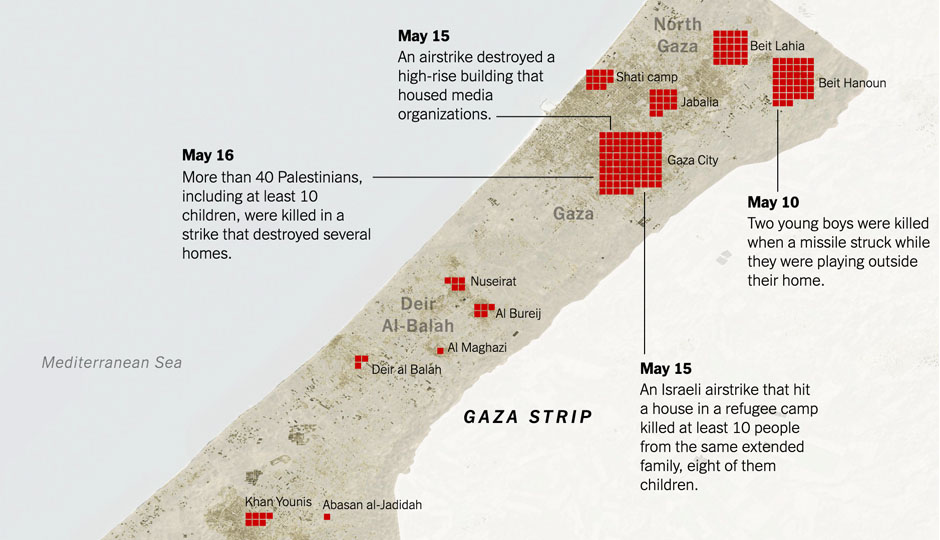 May 15
An airstrike destroyed a
high-rise building that
housed media
organizations.
North
Gaza
Beit Lahia
Shati camp
Beit Hanoun
Jabalia
May 16
More than 40 Palestinians,
including at least 10
children, were killed in a
strike that destroyed several
homes.
Gaza City
Gaza
May 10
Two young boys were killed
when a missile struck while
they were playing outside
their home.
Nuseirat
Deir
Al-Balah
Al Bureij
Al Maghazi
Mediterranean Sea
Deir al Balah
May 15
An Israeli airstrike that hit
a house in a refugee camp
killed at least 10 people
from the same extended
family, eight of them
children.
GAZA STRIP
Khan Younis
Abasan al-Jadidah